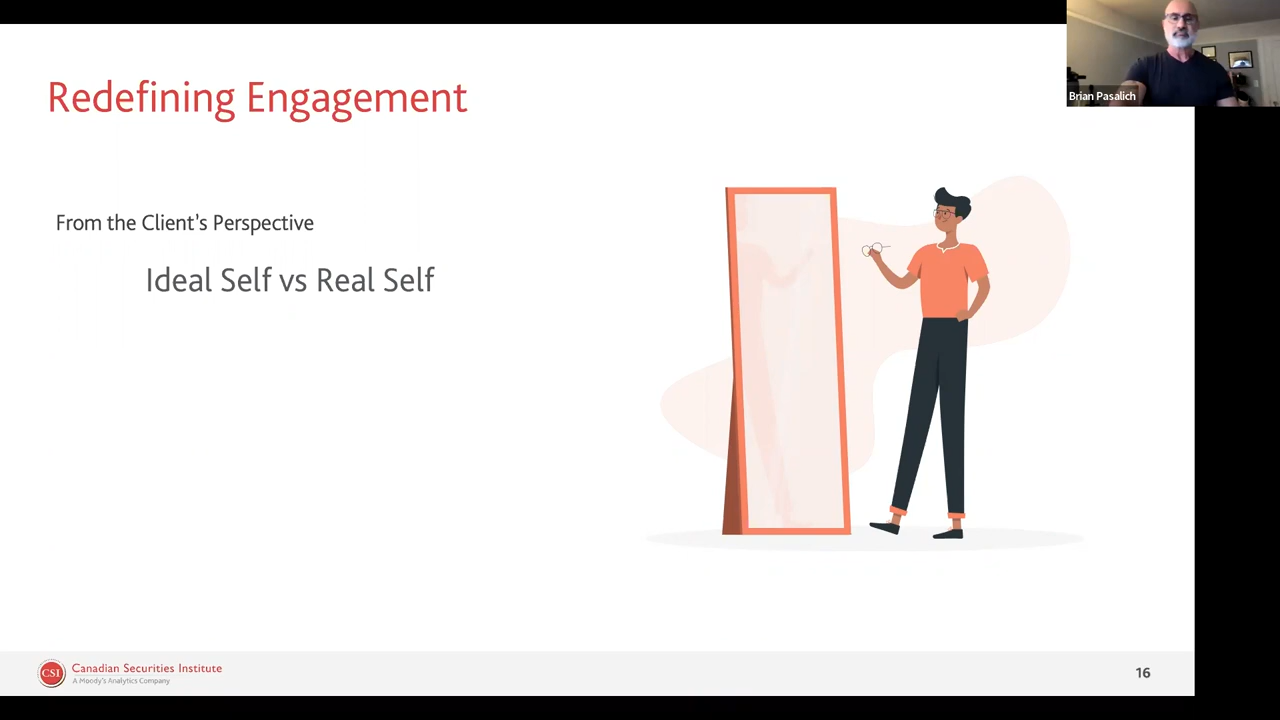 Redefining Engagement
Brian Pasalich
From the Client's Perspective
Ideal Self vs Real Self
CSI
Canadian Securities Institute
A Moody's Analytics Company
16